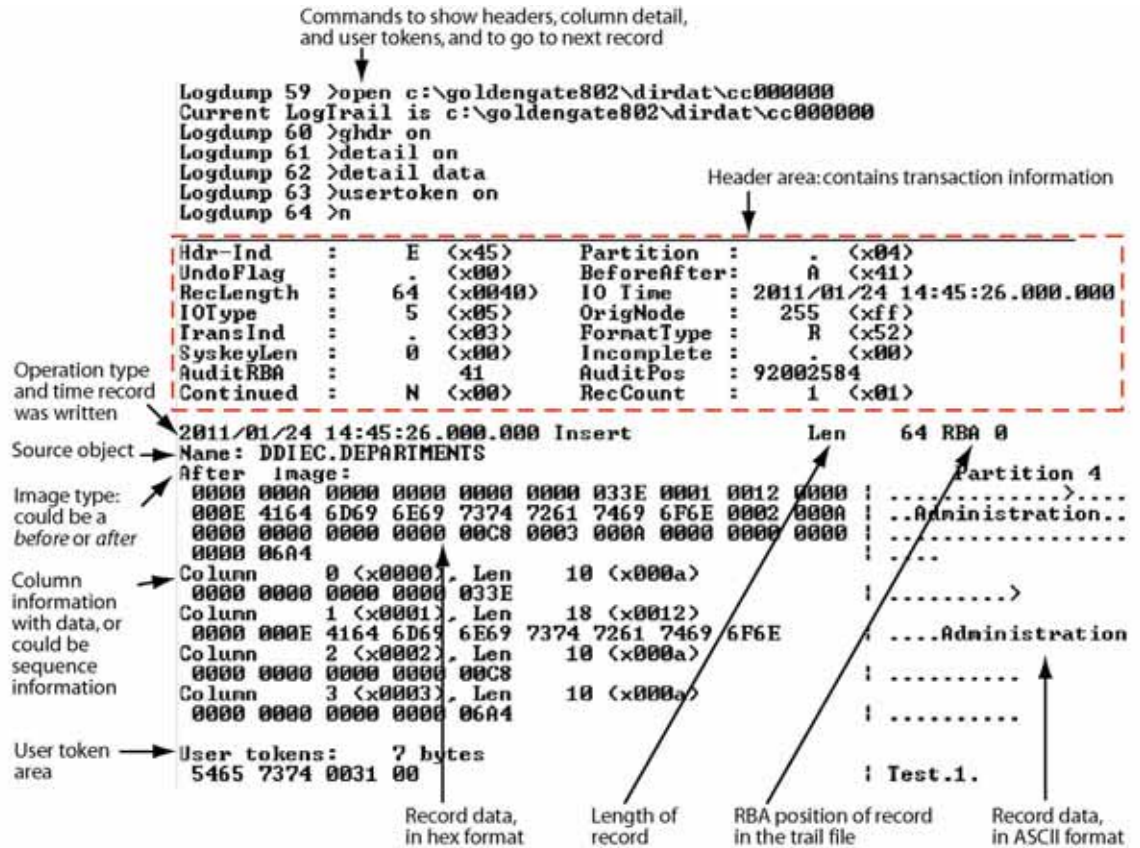 Commands to show headers, column detail,
and user tokens, and to go to next record
Logdump 59 >open c:\goldengate802\dirdat\cc000000
Current LogTrail is c:\goldengate802\dirdat\cc000000
Logdump 60 >ghdr on
Logdump 61 >detail on
Logdump 62 >detail data
Logdump 63 >usertoken on
Logdump 64 >n
Header area: contains transaction information
Hdr-Ind : E <x45> Partition : . <x04>
UndoFlag : . <x00> BeforeAfter: A <x41>
RecLength : 64 <x0040> IO Time : 2011/01/24 14:45:26.000.000
IOType : 5 <x05> OrigNode : 255 <xff>
TransInd : . <x03> FormatType : R <x52>
SyskeyLen : 0 <x00> Incomplete : . <x00>
AuditRBA : 41 AuditPos : 92002584
Continued : N <x00> RecCount : 1 <x01>
Operation type
and time record
was written
2011/01/24 14:45:26.000.000 Insert Len 64 RBA 0
Source object
Name: DDIEC.DEPARTMENTS
After Image: Partition 4
Image type:
could be a
before or after
0000 000A 0000 0000 0000 0000 033E 0001 0012 0000 | ..............>.....
000E 4164 6D69 6E69 7374 7261 7469 6F6E 0002 000A | ..Administration....
0000 0000 0000 0000 00C8 0003 000A 0000 0000 0000 | ....................
0000 06A4 | ....
Column
information
with data, or
could be
sequence
information
Column 0 <x0000>, Len 10 <x000a>
0000 0000 0000 0000 033E | .........>
Column 1 <x0001>, Len 18 <x0012>
0000 000E 4164 6D69 6E69 7374 7261 7469 6F6E | ....Administration
Column 2 <x0002>, Len 10 <x000a>
0000 0000 0000 0000 00C8 | ..........
Column 3 <x0003>, Len 10 <x000a>
0000 0000 0000 0000 06A4 | ..........
User token
area
User tokens: 7 bytes
5465 7374 0031 00 | Test.1.
Record data,
in hex format
Length of
record
RBA position of record
in the trail file
Record data,
in ASCII format